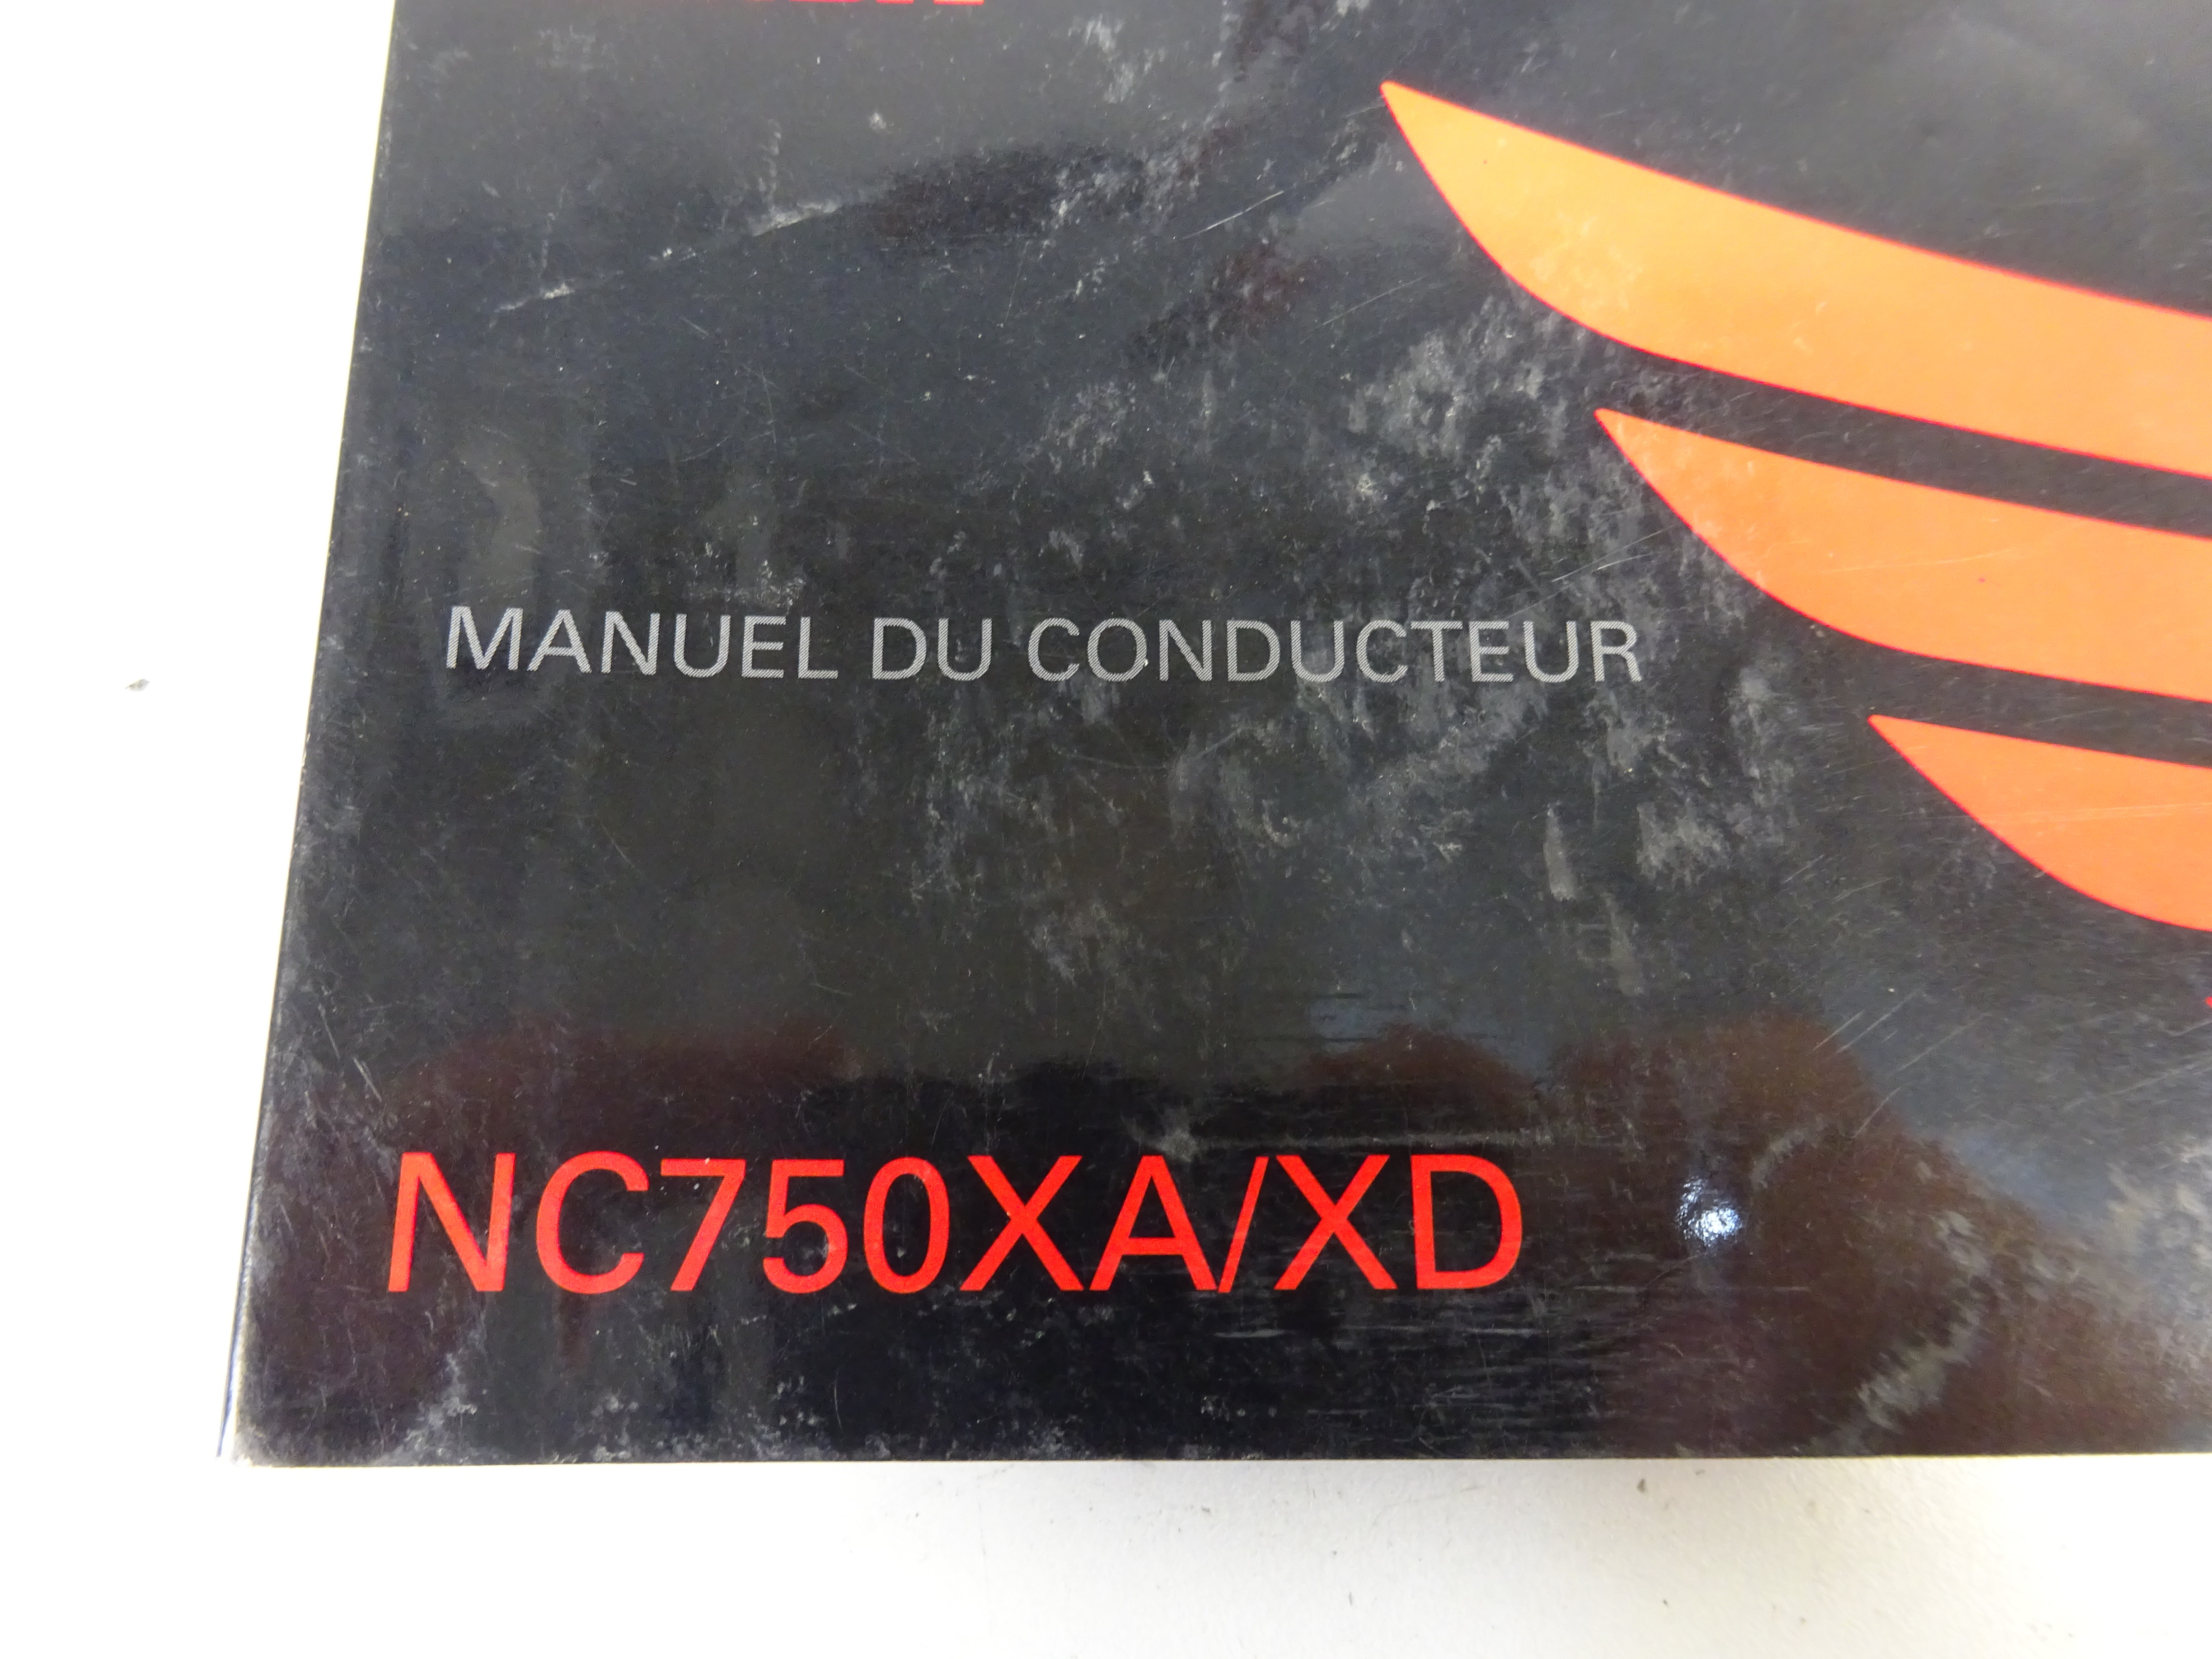 MANUEL DU CONDUCTEUR
NC750XA/XD